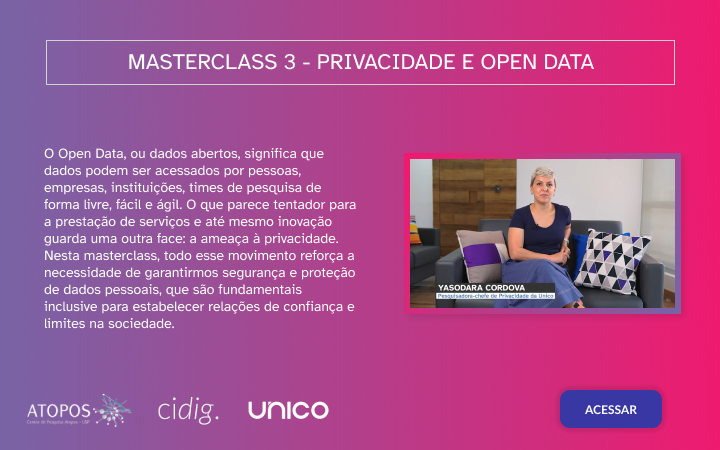 MASTERCLASS 3 - PRIVACIDADE E OPEN DATA
O Open Data, ou dados abertos, significa que
dados podem ser acessados por pessoas,
empresas, instituições, times de pesquisa de
forma livre, fácil e ágil. O que parece tentador para
a prestação de serviços e até mesmo inovação
guarda uma outra face: a ameaça à privacidade.
Nesta masterclass, todo esse movimento reforça a
necessidade de garantirmos segurança e proteção
de dados pessoais, que são fundamentais
inclusive para estabelecer relações de confiança e
limites na sociedade.
YASODARA CORDOVA
Pesquisadora-chefe de Privacidade da Unico
ATOPOS
Centro de Pesquisa Atopos - USP
cidig.
unico
ACESSAR